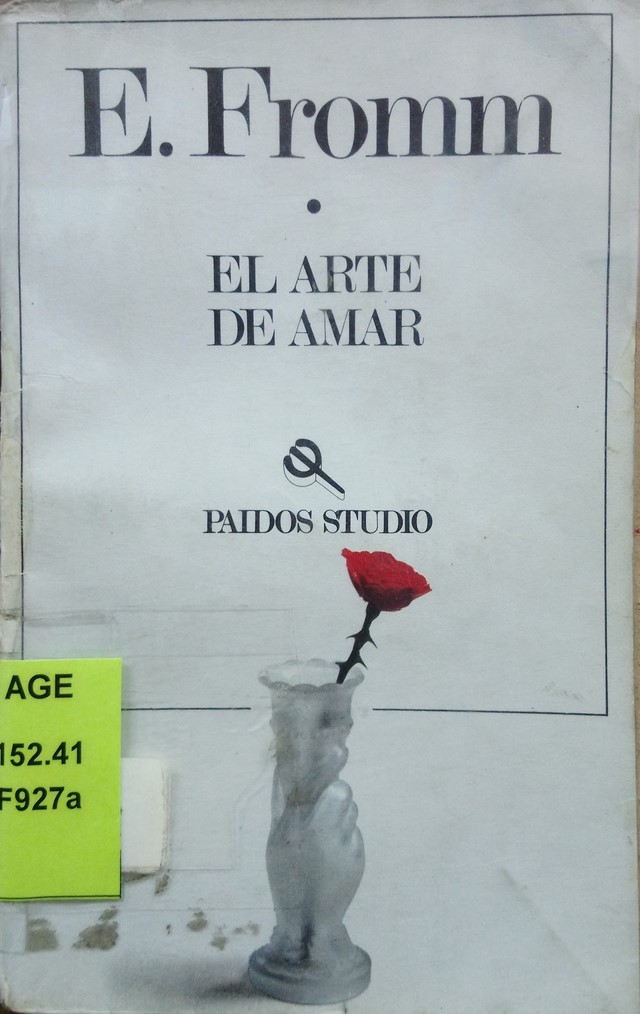 E. Fromm
•
EL ARTE
DE AMAR
PAIDOS STUDIO
AGE
152.41
F927a